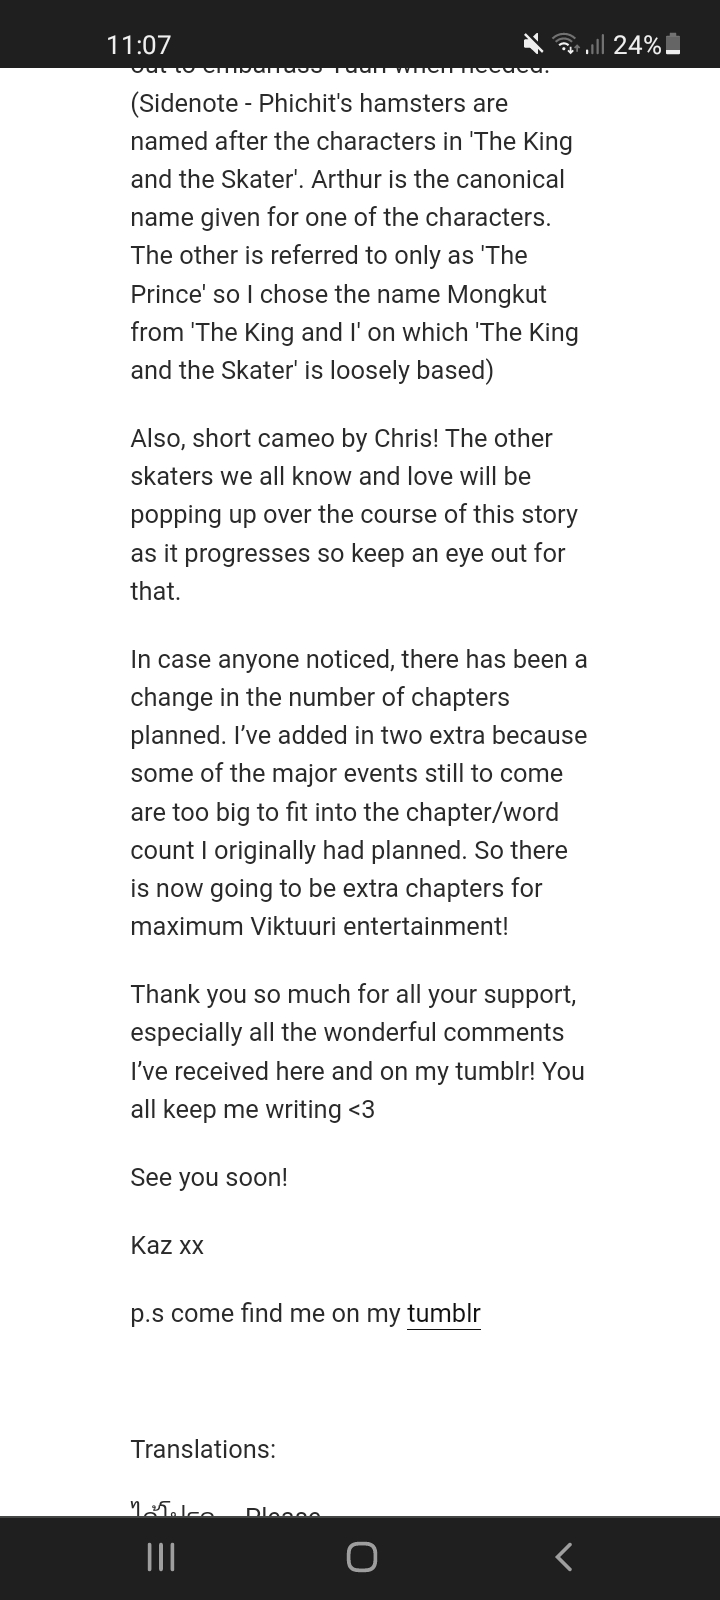 11:07
24%
out to embarrass Yuuri when needed.
(Sidenote - Phichit's hamsters are
named after the characters in 'The King
and the Skater'. Arthur is the canonical
name given for one of the characters.
The other is referred to only as 'The
Prince' so I chose the name Mongkut
from 'The King and I' on which 'The King
and the Skater' is loosely based)
Also, short cameo by Chris! The other
skaters we all know and love will be
popping up over the course of this story
as it progresses so keep an eye out for
that.
In case anyone noticed, there has been a
change in the number of chapters
planned. I’ve added in two extra because
some of the major events still to come
are too big to fit into the chapter/word
count I originally had planned. So there
is now going to be extra chapters for
maximum Viktuuri entertainment!
Thank you so much for all your support,
especially all the wonderful comments
I’ve received here and on my tumblr! You
all keep me writing <3
See you soon!
Kaz xx
p.s come find me on my tumblr
Translations:
Please